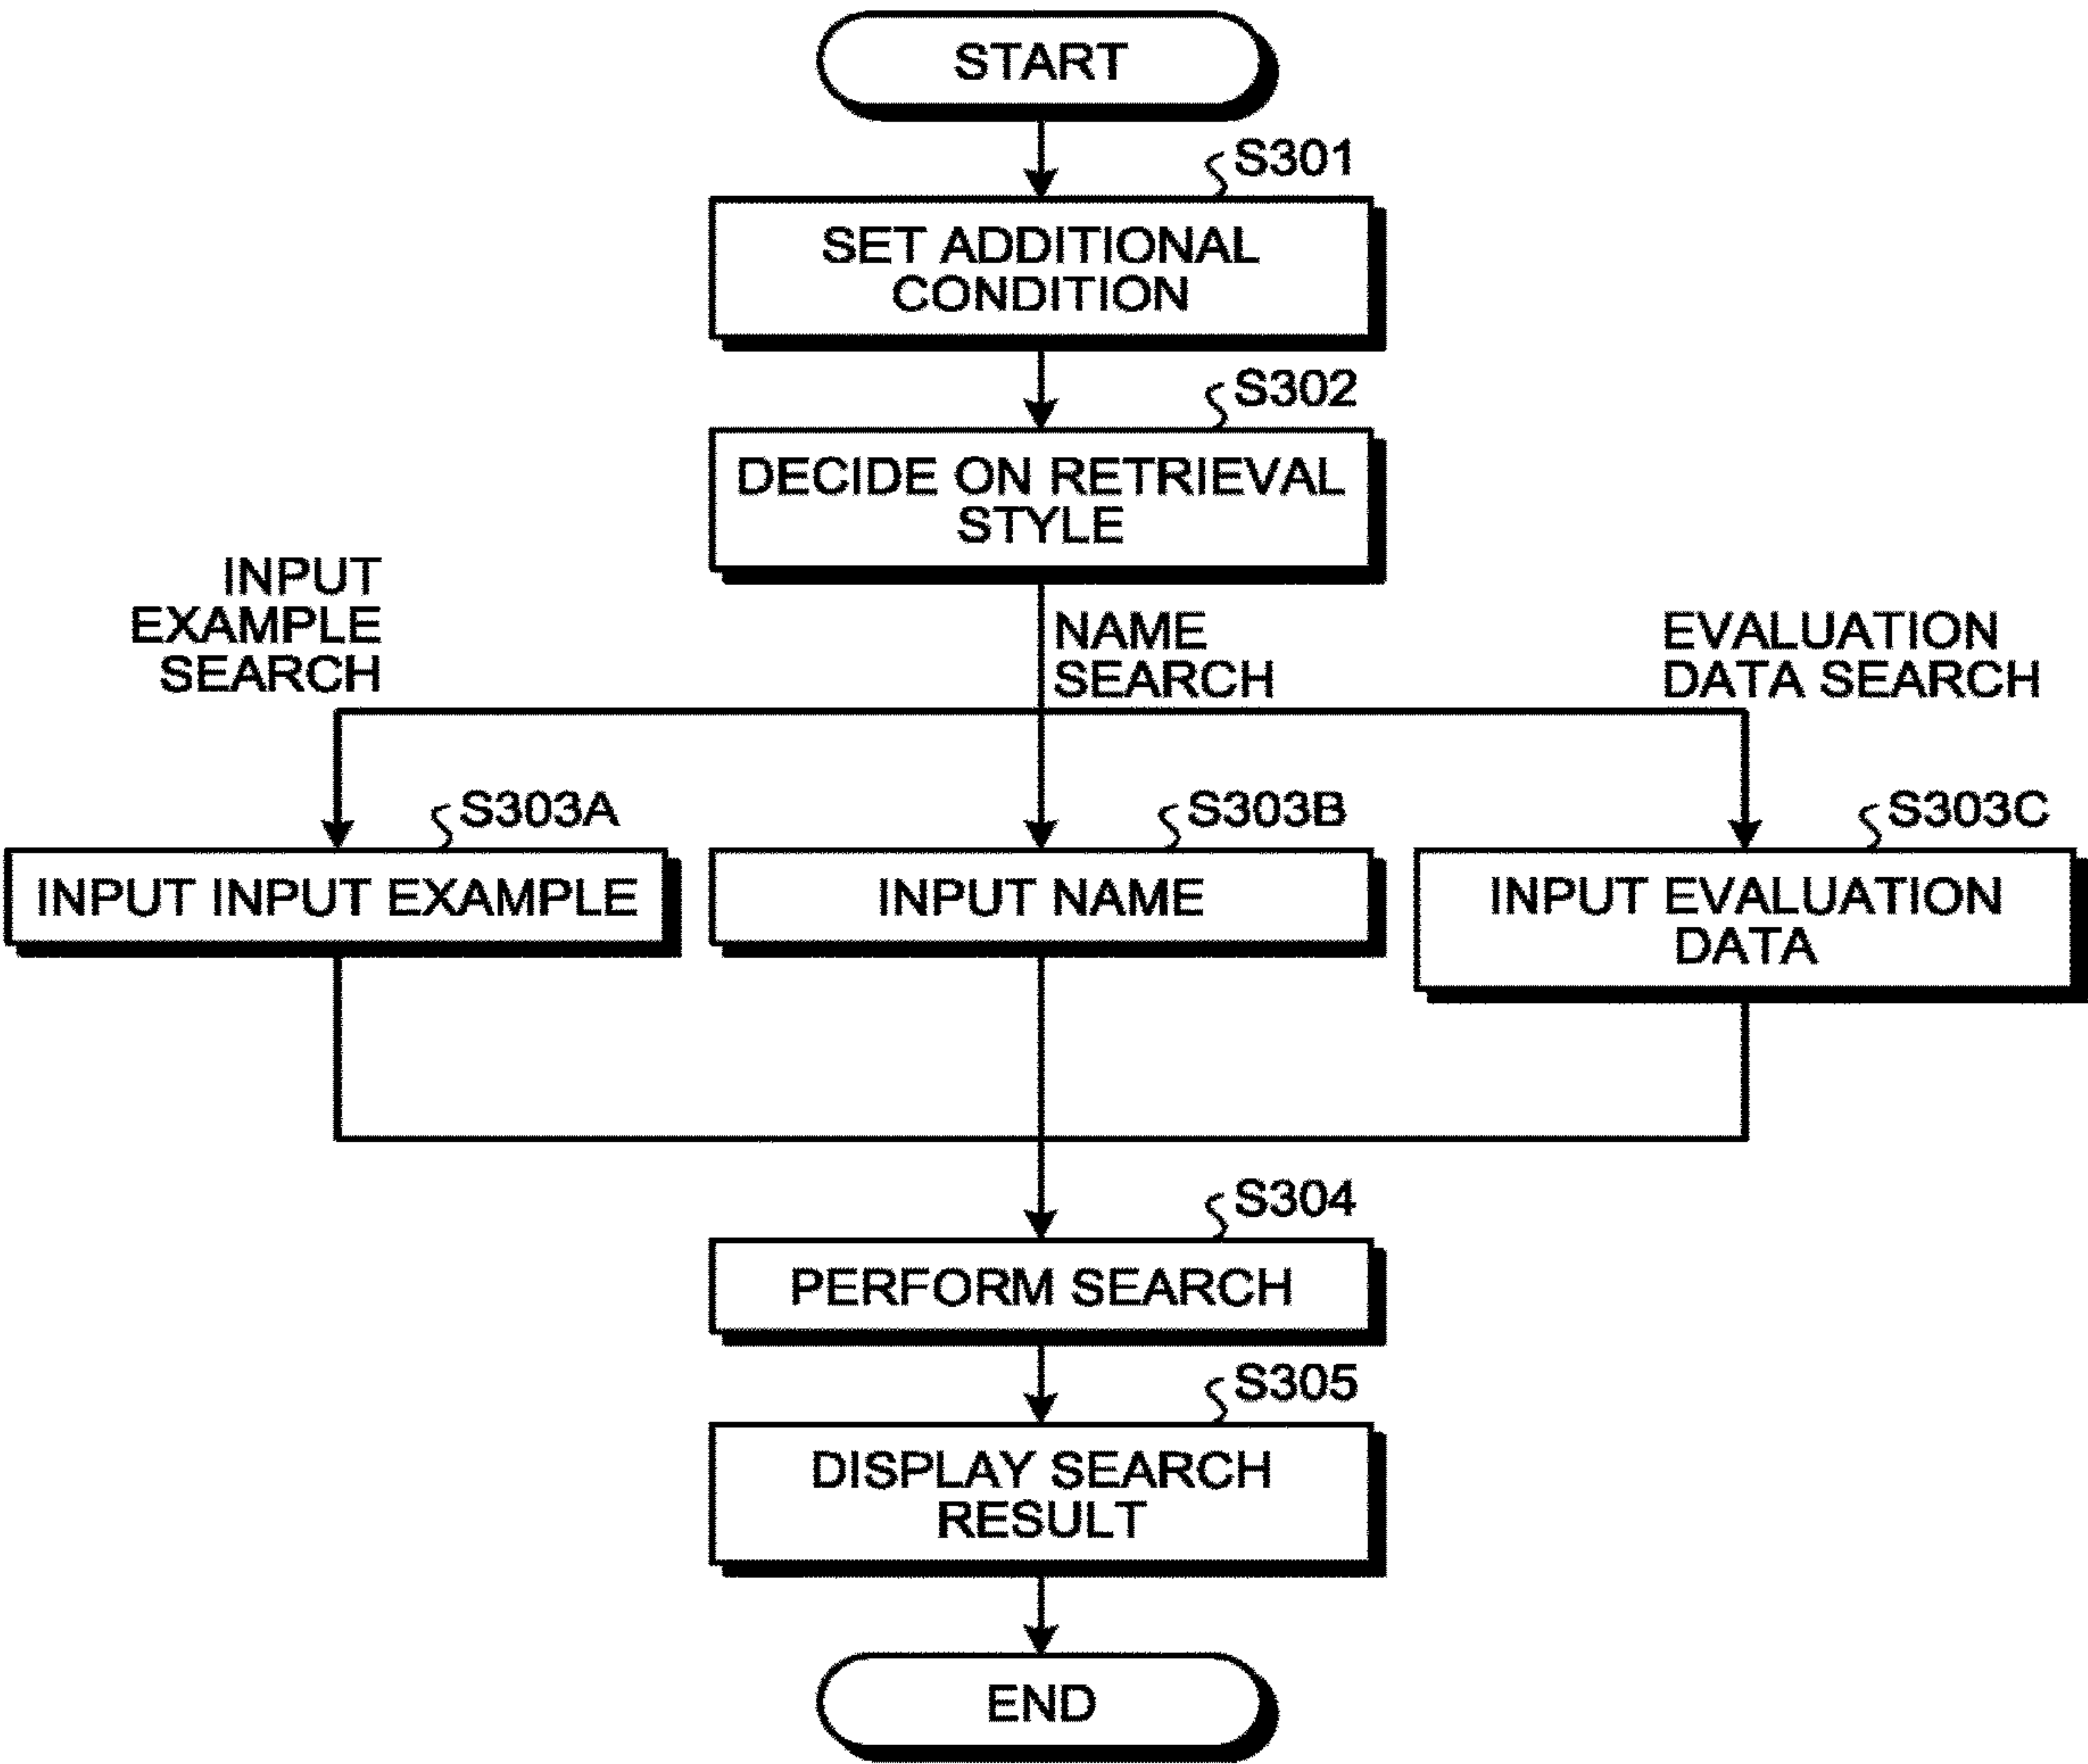 START
S301
SET ADDITIONAL
CONDITION
S302
DECIDE ON RETRIEVAL
STYLE
INPUT
EXAMPLE
SEARCH
NAME
SEARCH
EVALUATION
DATA SEARCH
S303A
INPUT INPUT EXAMPLE
S303B
INPUT NAME
S303C
INPUT EVALUATION
DATA
S304
PERFORM SEARCH
S305
DISPLAY SEARCH
RESULT
END